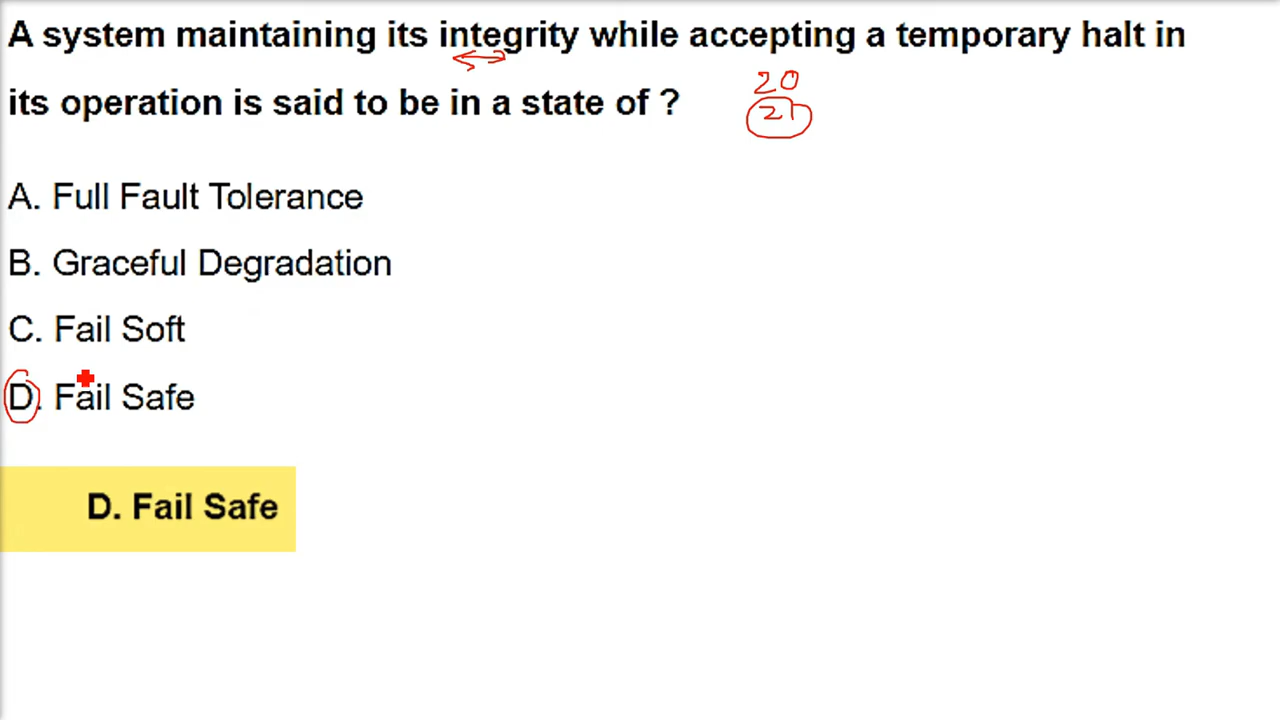 A system maintaining its integrity while accepting a temporary halt in
its operation is said to be in a state of ?
20
21
A. Full Fault Tolerance
B. Graceful Degradation
C. Fail Soft
D. Fail Safe
D. Fail Safe